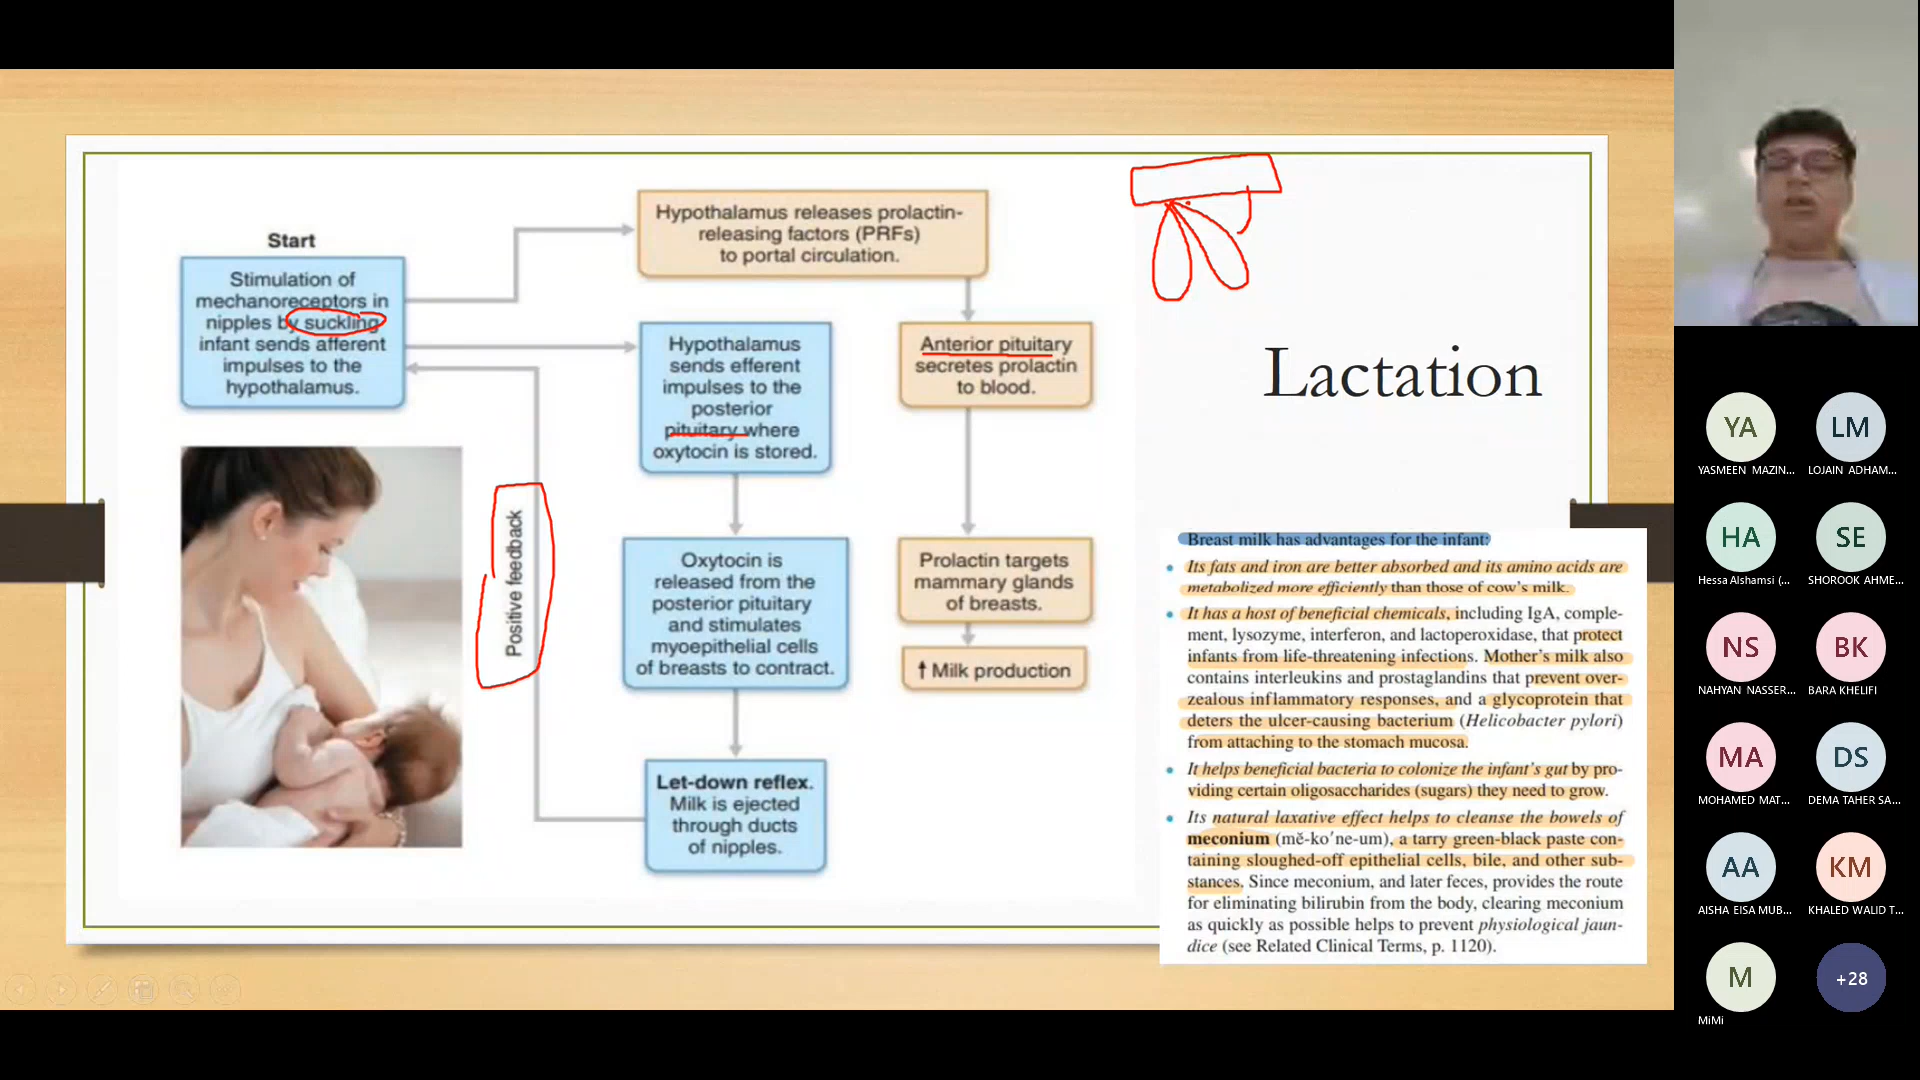 Start
Stimulation of
mechanoreceptors in
nipples by suckling
infant sends afferent
impulses to the
hypothalamus.
Hypothalamus releases prolactin-
releasing factors (PRFs)
to portal circulation.
Hypothalamus
sends efferent
impulses to the
posterior
pituitary where
oxytocin is stored.
Anterior pituitary
secretes prolactin
to blood.
Positive feedback
Oxytocin is
released from the
posterior pituitary
and stimulates
myoepithelial cells
of breasts to contract.
Prolactin targets
mammary glands
of breasts.
↑ Milk production
Let-down reflex.
Milk is ejected
through ducts
of nipples.
Lactation
Breast milk has advantages for the infant:
• Its fats and iron are better absorbed and its amino acids are
metabolized more efficiently than those of cow's milk.
• It has a host of beneficial chemicals, including IgA, comple-
ment, lysozyme, interferon, and lactoperoxidase, that protect
infants from life-threatening infections. Mother's milk also
contains interleukins and prostaglandins that prevent over-
zealous inflammatory responses, and a glycoprotein that
deters the ulcer-causing bacterium (Helicobacter pylori)
from attaching to the stomach mucosa.
• It helps beneficial bacteria to colonize the infant's gut by pro-
viding certain oligosaccharides (sugars) they need to grow.
• Its natural laxative effect helps to cleanse the bowels of
meconium (mĕ-ko′ne-um), a tarry green-black paste con-
taining sloughed-off epithelial cells, bile, and other sub-
stances. Since meconium, and later feces, provides the route
for eliminating bilirubin from the body, clearing meconium
as quickly as possible helps to prevent physiological jaun-
dice (see Related Clinical Terms, p. 1120).
YA
YASMEEN MAZIN...
LM
LOJAIN ADHAM...
HA
Hessa Alshamsi (...
SE
SHOROOK AHME...
NS
NAHYAN NASSER...
BK
BARA KHELIFI
MA
MOHAMED MAT...
DS
DEMA TAHER SA...
AA
AISHA EISA MUB...
KM
KHALED WALID T...
M
MiMi
+28